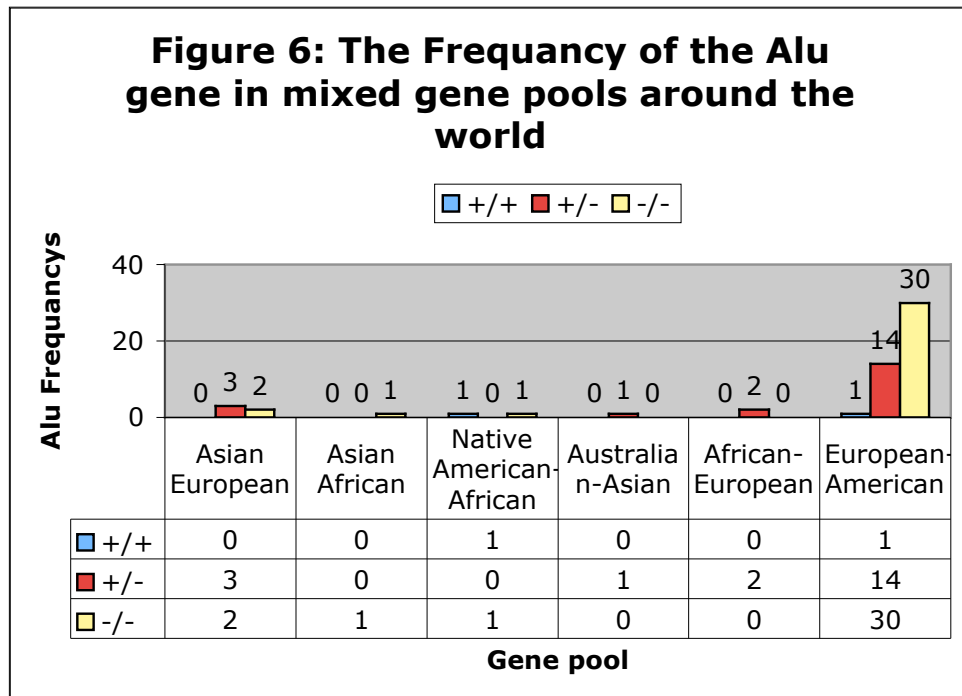 Figure 6: The Frequancy of the Alu
gene in mixed gene pools around the
world
+/+ +/- -/-
Alu Frequancys
40
20
0
0 3 2 0 0 1 1 0 1 0 1 0 0 2 0 1 14 30
Asian
European
Asian
African
Native
American-
African
Australia
n-Asian
African-
European
European-
American
+/+ 0 0 1 0 0 1
+/- 3 0 0 1 2 14
-/- 2 1 1 0 0 30
Gene pool